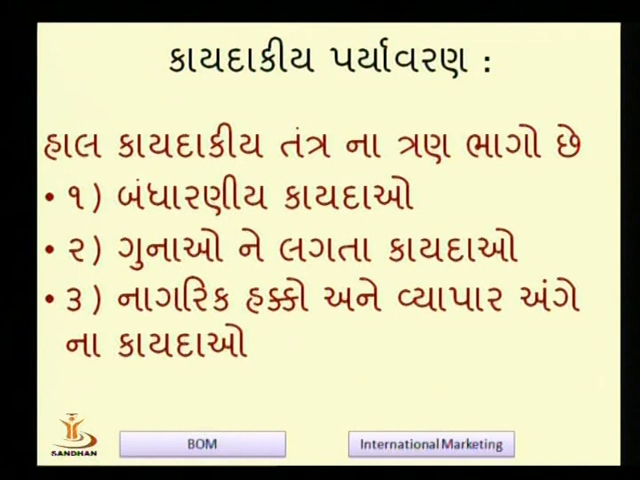 કાયદાકીય પર્યાવરણ :
હાલ કાયદાકીય તંત્ર ના ત્રણ ભાગો છે
• ૧) બંધારણીય કાયદાઓ
• ૨) ગુનાઓ ને લગતા કાયદાઓ
• ૩) નાગરિક હક્કો અને વ્યાપાર અંગે
ના કાયદાઓ
SANDHAN
BOM
International Marketing